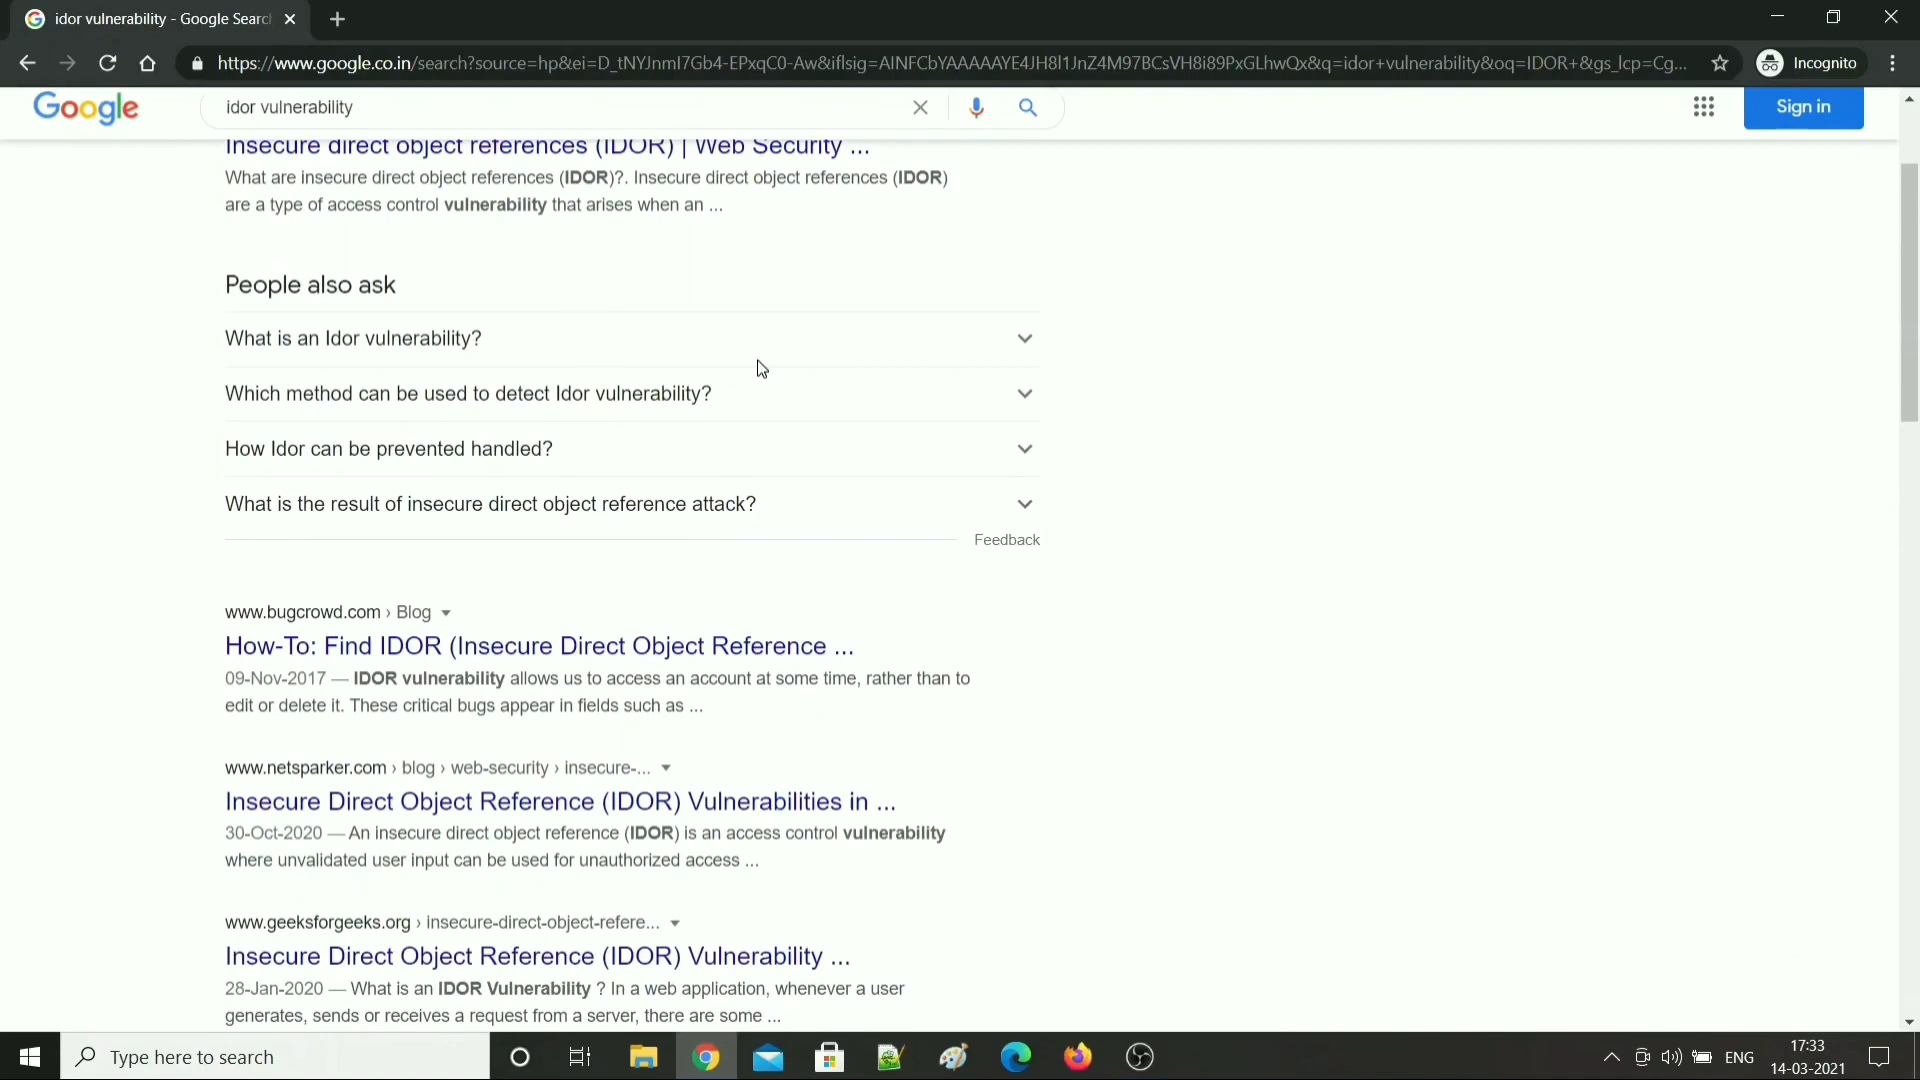 idor vulnerability - Google Searc
https://www.google.co.in/search?source=hp&ei=D_tNYJnmI7Gb4-EPxqC0-Aw&iflsig=AINFCbYAAAAAYE4JH8l1JnZ4M97BCsVH8i89PxGLhwQx&q=idor+vulnerability&oq=IDOR+&gs_lcp=Cg...
Incognito
Google
idor vulnerability
Sign in
Insecure direct object references (IDOR) | Web Security ...
What are insecure direct object references (IDOR)?. Insecure direct object references (IDOR)
are a type of access control vulnerability that arises when an ...
People also ask
What is an Idor vulnerability?
Which method can be used to detect Idor vulnerability?
How Idor can be prevented handled?
What is the result of insecure direct object reference attack?
Feedback
www.bugcrowd.com › Blog
How-To: Find IDOR (Insecure Direct Object Reference ...
09-Nov-2017 — IDOR vulnerability allows us to access an account at some time, rather than to
edit or delete it. These critical bugs appear in fields such as ...
www.netsparker.com › blog › web-security › insecure-...
Insecure Direct Object Reference (IDOR) Vulnerabilities in ...
30-Oct-2020 — An insecure direct object reference (IDOR) is an access control vulnerability
where unvalidated user input can be used for unauthorized access ...
www.geeksforgeeks.org › insecure-direct-object-refere...
Insecure Direct Object Reference (IDOR) Vulnerability ...
28-Jan-2020 — What is an IDOR Vulnerability ? In a web application, whenever a user
generates, sends or receives a request from a server, there are some ...
Type here to search
ENG
17:33
14-03-2021